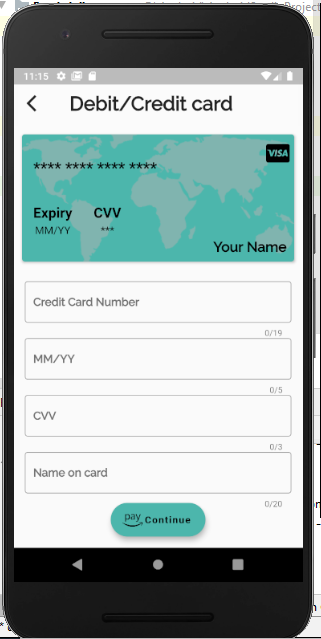 11:15
Debit/Credit card
VISA
**** **** **** ****
Expiry CVV
MM/YY ***
Your Name
Credit Card Number
0/19
MM/YY
0/5
CVV
0/3
Name on card
0/20
pay Continue